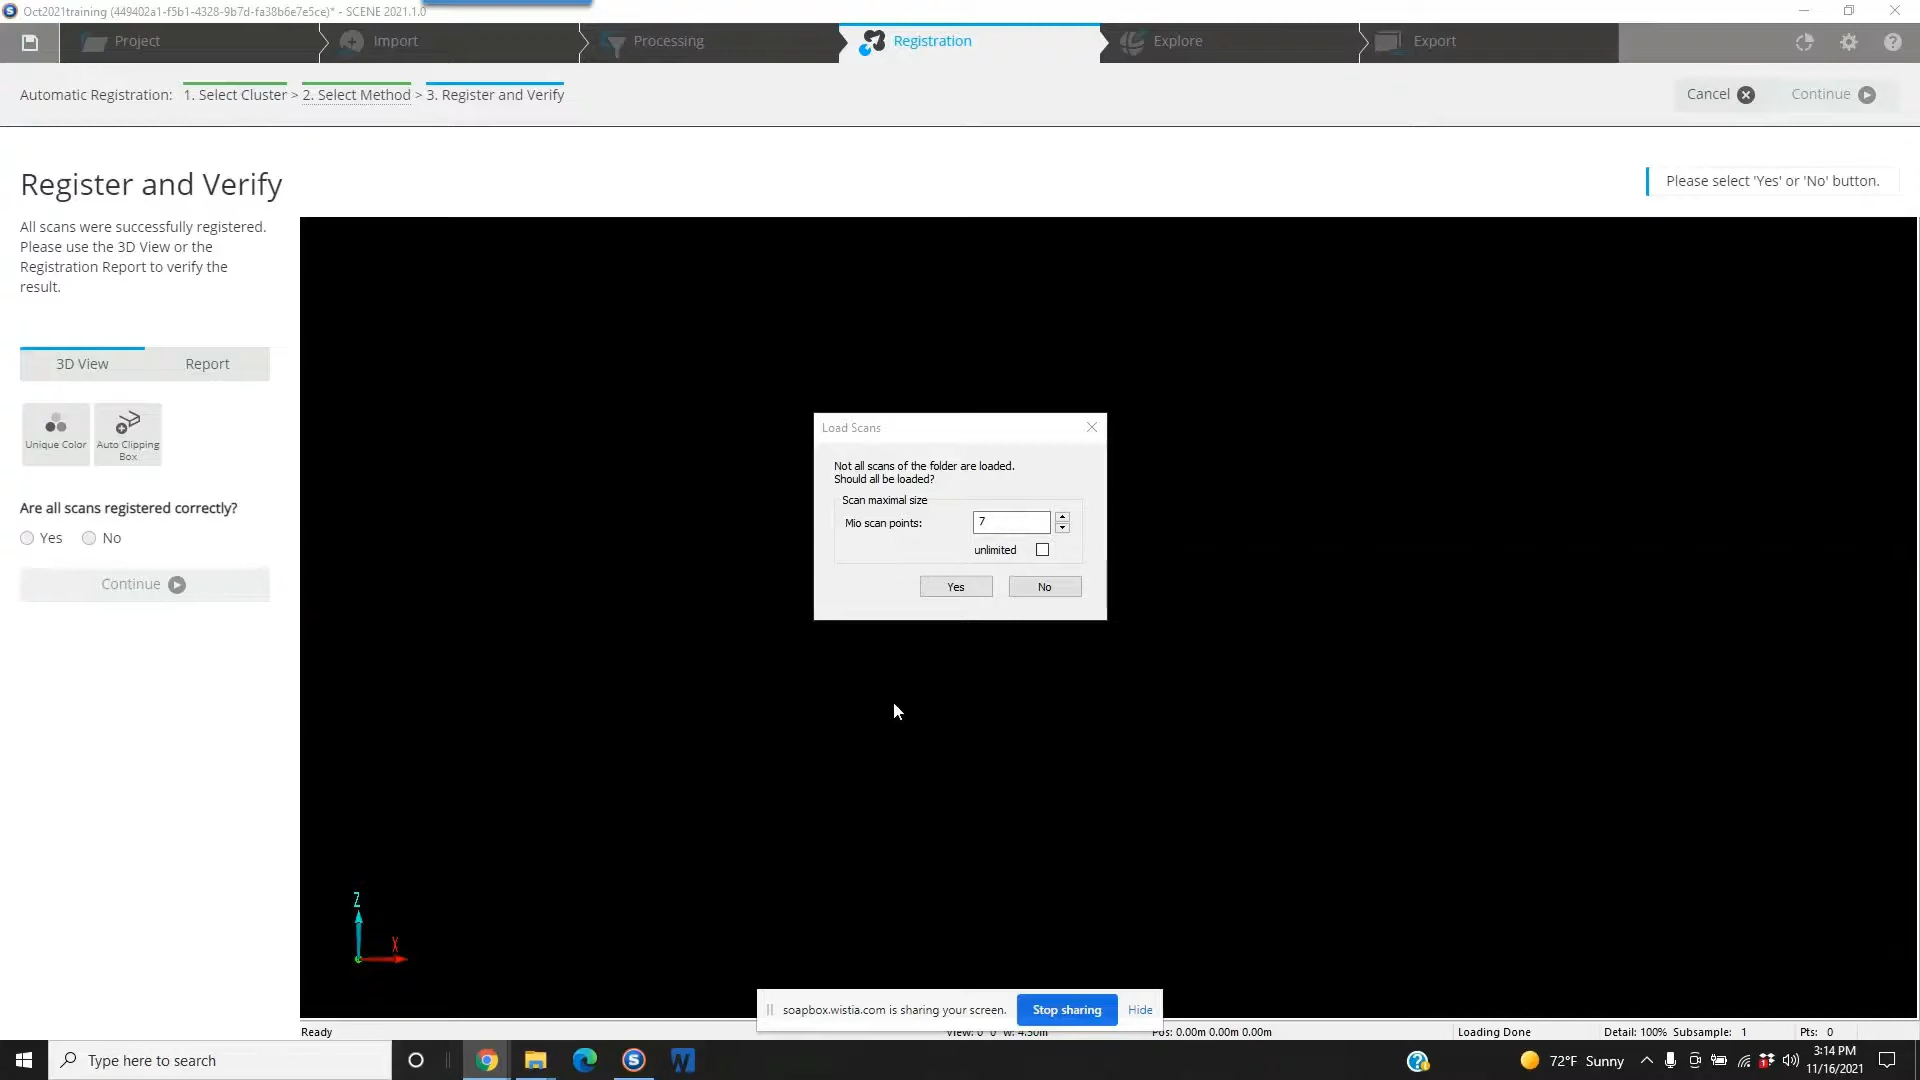 Oct2021training (449402a1-f5b1-4328-9b7d-fa38b6e7e5ce)* - SCENE 2021.1.0
Project
Import
Processing
Registration
Explore
Export
Automatic Registration: 1. Select Cluster > 2. Select Method > 3. Register and Verify
Cancel
Continue
Register and Verify
Please select 'Yes' or 'No' button.
All scans were successfully registered.
Please use the 3D View or the
Registration Report to verify the
result.
3D View
Report
Unique Color
Auto Clipping
Box
Are all scans registered correctly?
Yes
No
Continue
Load Scans
Not all scans of the folder are loaded.
Should all be loaded?
Scan maximal size
Mio scan points:
7
unlimited
Yes
No
Z
X
soapbox.wistia.com is sharing your screen.
Stop sharing
Hide
Ready
Pos: 0.00m 0.00m 0.00m
Loading Done
Detail: 100% Subsample: 1
Pts: 0
Type here to search
72°F Sunny
3:14 PM
11/16/2021